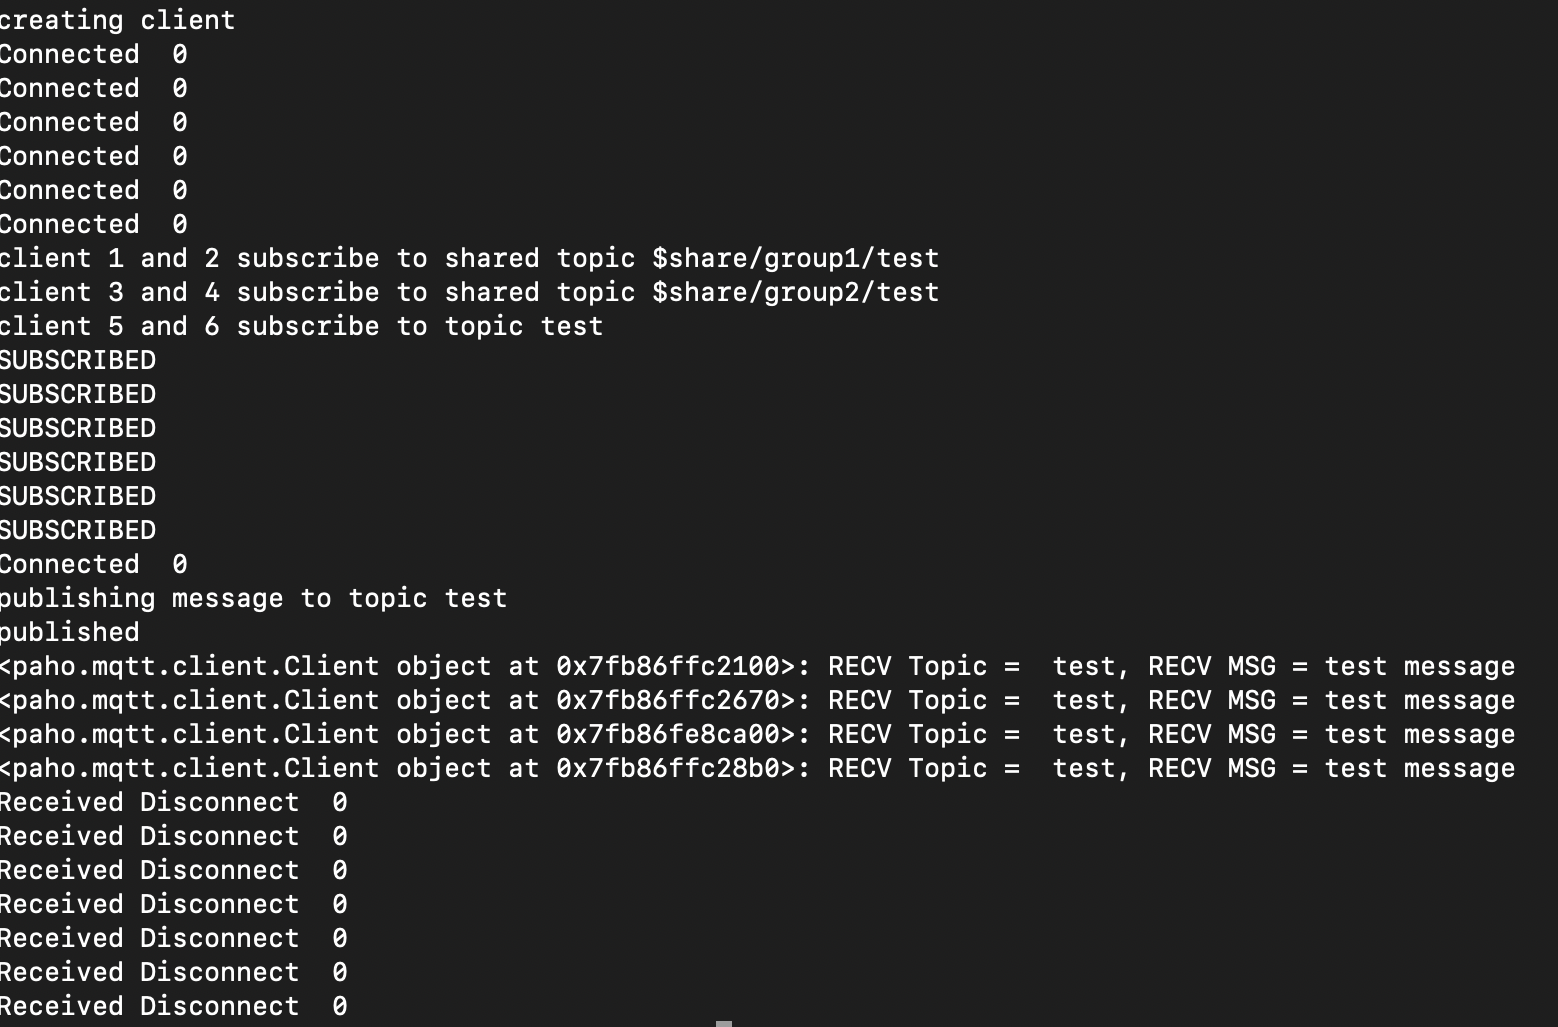 creating client
Connected  0
Connected  0
Connected  0
Connected  0
Connected  0
Connected  0
client 1 and 2 subscribe to shared topic $share/group1/test
client 3 and 4 subscribe to shared topic $share/group2/test
client 5 and 6 subscribe to topic test
SUBSCRIBED
SUBSCRIBED
SUBSCRIBED
SUBSCRIBED
SUBSCRIBED
SUBSCRIBED
Connected  0
publishing message to topic test
published
<paho.mqtt.client.Client object at 0x7fb86ffc2100>: RECV Topic =  test, RECV MSG = test message
<paho.mqtt.client.Client object at 0x7fb86ffc2670>: RECV Topic =  test, RECV MSG = test message
<paho.mqtt.client.Client object at 0x7fb86fe8ca00>: RECV Topic =  test, RECV MSG = test message
<paho.mqtt.client.Client object at 0x7fb86ffc28b0>: RECV Topic =  test, RECV MSG = test message
Received Disconnect  0
Received Disconnect  0
Received Disconnect  0
Received Disconnect  0
Received Disconnect  0
Received Disconnect  0
Received Disconnect  0